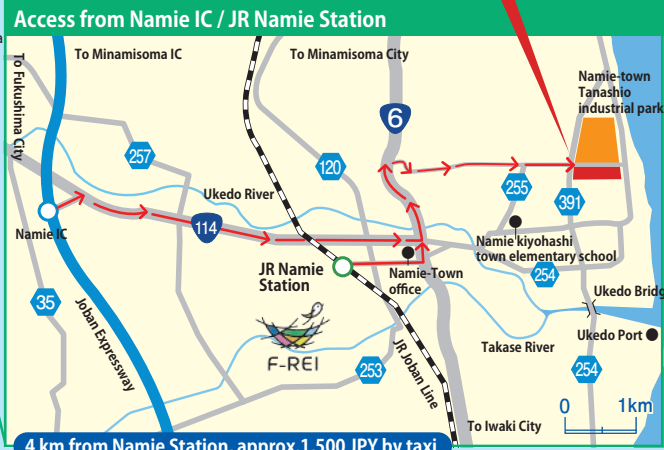 Access from Namie IC / JR Namie Station
a
To Minamisoma IC
To Minamisoma City
To Fukushima City
Namie-town
Tanashio
industrial park
6
257
120
255
391
Ukedo River
Namie IC
114
Namie kiyohashi
town elementary school
JR Namie
Station
Namie-Town
office
254
35
Joban Expressway
F-REI
253
JR Joban Line
Takase River
Ukedo Bridg
Ukedo Port
254
To Iwaki City
0 1km
4 km from Namie Station, approx 1,500 JPY by taxi